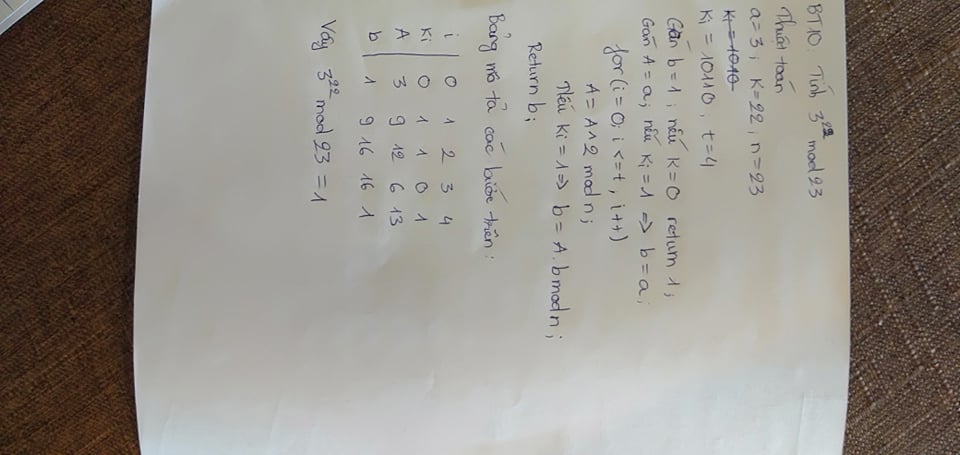 BT10: Tính 3^22 mod 23
Thuật toán
a=3; K=22, n=23
Ki = 1010
Ki = 10110, t=4
Gán b=1; nếu K=0 return 1;
Gán A=a; nếu Ki=1 => b=a;
for(i=0; i<=t, i++)
A= A^2 mod n;
Nếu Ki=1=> b= A.b mod n;
Return b;
Bảng mô tả các bước trên:
i | 0 1 2 3 4
Ki | 0 1 1 0 1
A | 3 9 12 6 13
b | 1 9 16 16 1
Vậy 3^22 mod 23 = 1